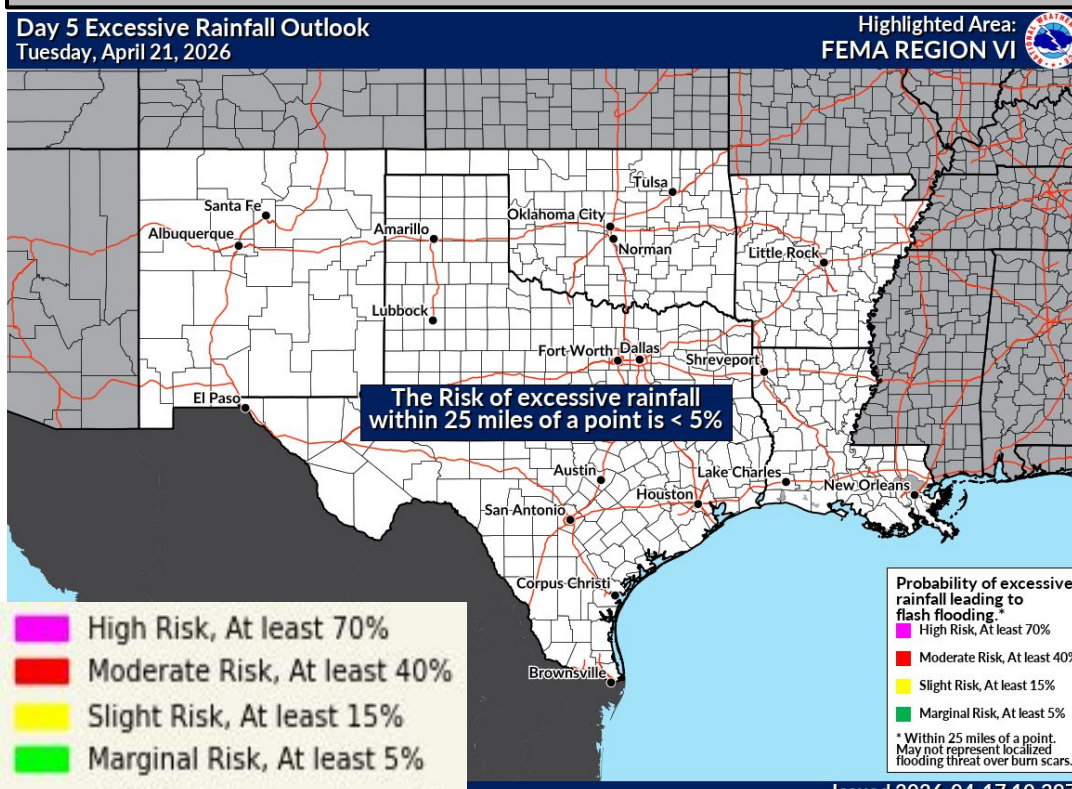 Day 5 Excessive Rainfall Outlook
Tuesday, April 21, 2026
Highlighted Area:
FEMA REGION VI
NATIONAL WEATHER
Santa Fe
Albuquerque
Amarillo
Lubbock
Tulsa
Oklahoma City
Norman
Little Rock
Fort Worth
Dallas
Shreveport
El Paso
The Risk of excessive rainfall
within 25 miles of a point is < 5%
Austin
Lake Charles
Houston
New Orleans
San Antonio
Corpus Christi
Brownsville
High Risk, At least 70%
Moderate Risk, At least 40%
Slight Risk, At least 15%
Marginal Risk, At least 5%
Probability of excessive
rainfall leading to
flash flooding.*
High Risk, At least 70%
Moderate Risk, At least 40%
Slight Risk, At least 15%
Marginal Risk, At least 5%
* Within 25 miles of a point.
May not represent localized
flooding threat over burn scars.
Issued 2026-04-17